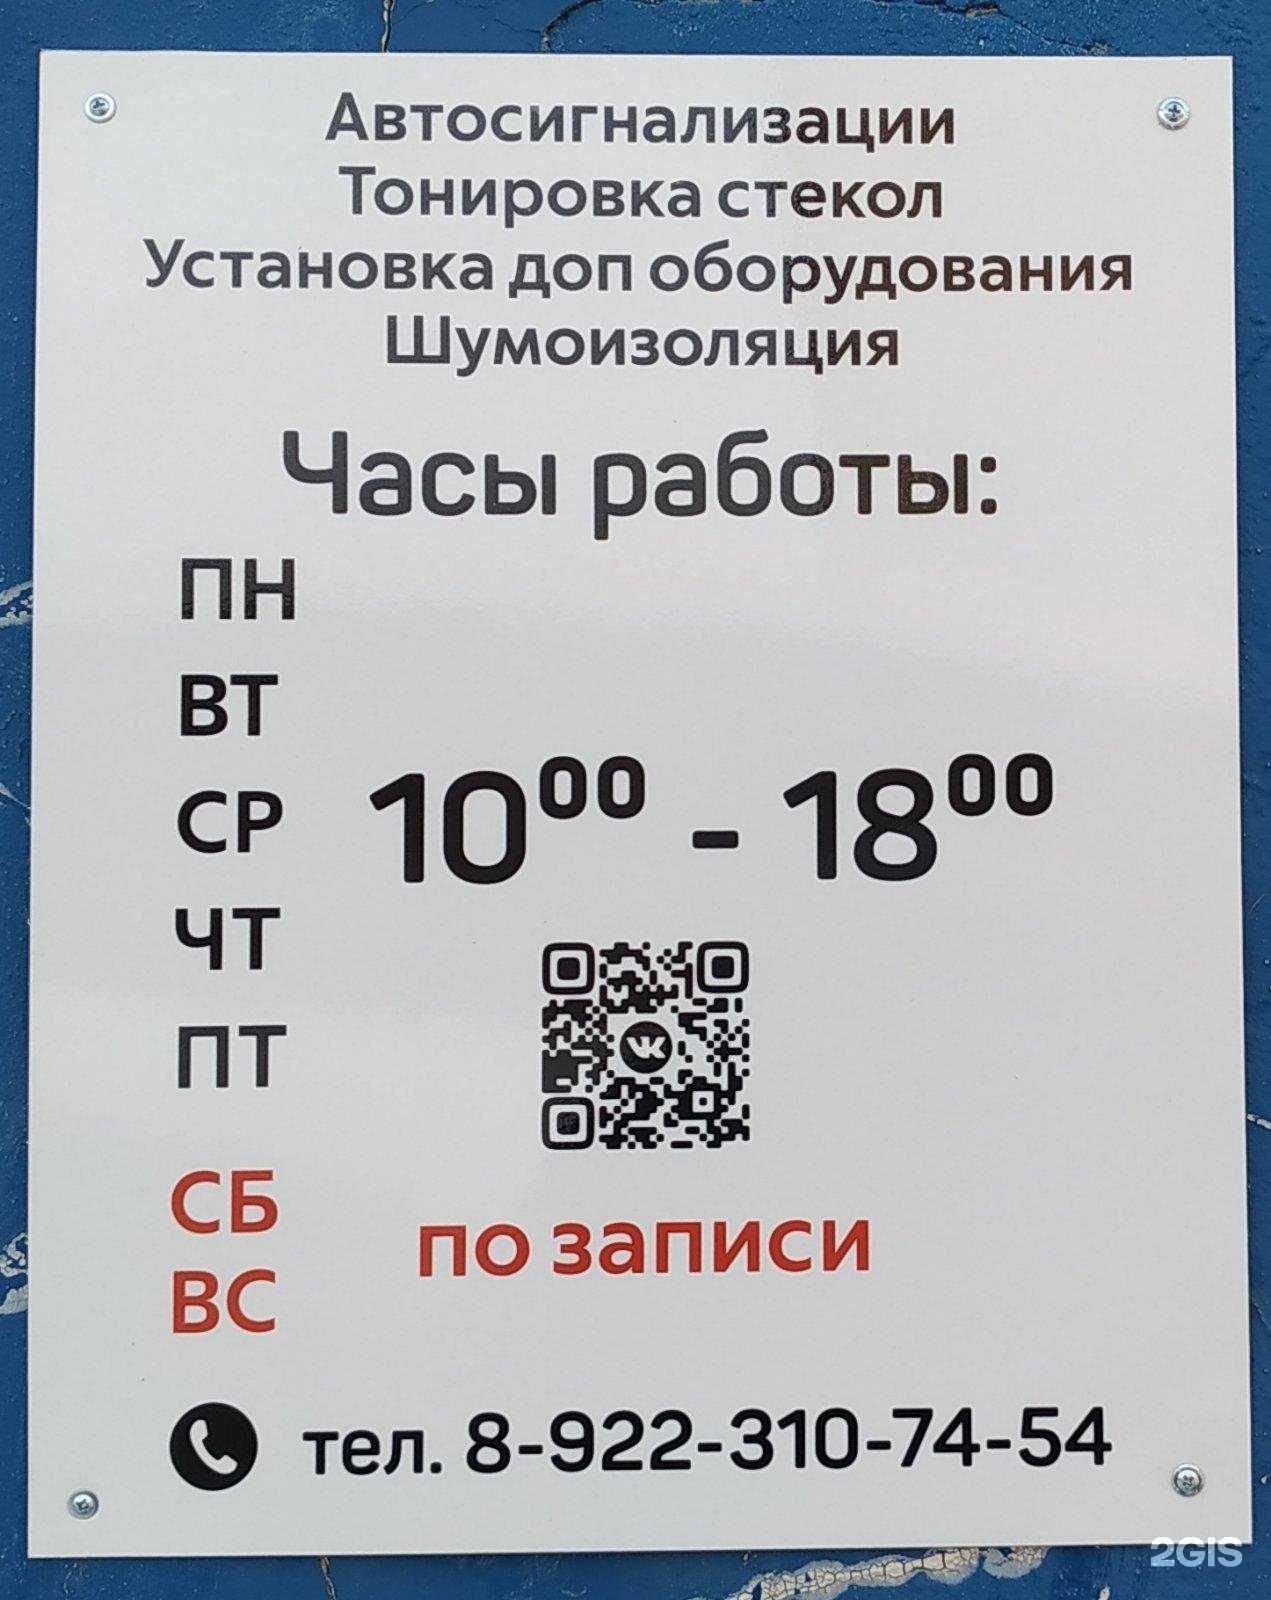 Автосигнализации
Тонировка стекол
Установка доп оборудования
Шумоизоляция
Часы работы:
ПН
ВТ
СР 10⁰⁰ - 18⁰⁰
ЧТ
ПТ
VK
СБ
по записи
ВС
тел. 8-922-310-74-54
2GIS